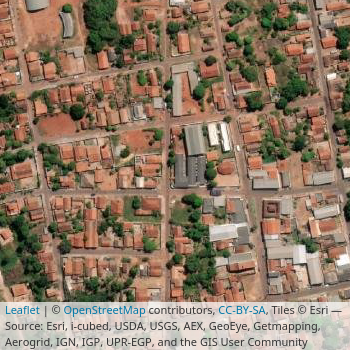 Leaflet | © OpenStreetMap contributors, CC-BY-SA, Tiles © Esri —
Source: Esri, i-cubed, USDA, USGS, AEX, GeoEye, Getmapping,
Aerogrid, IGN, IGP, UPR-EGP, and the GIS User Community